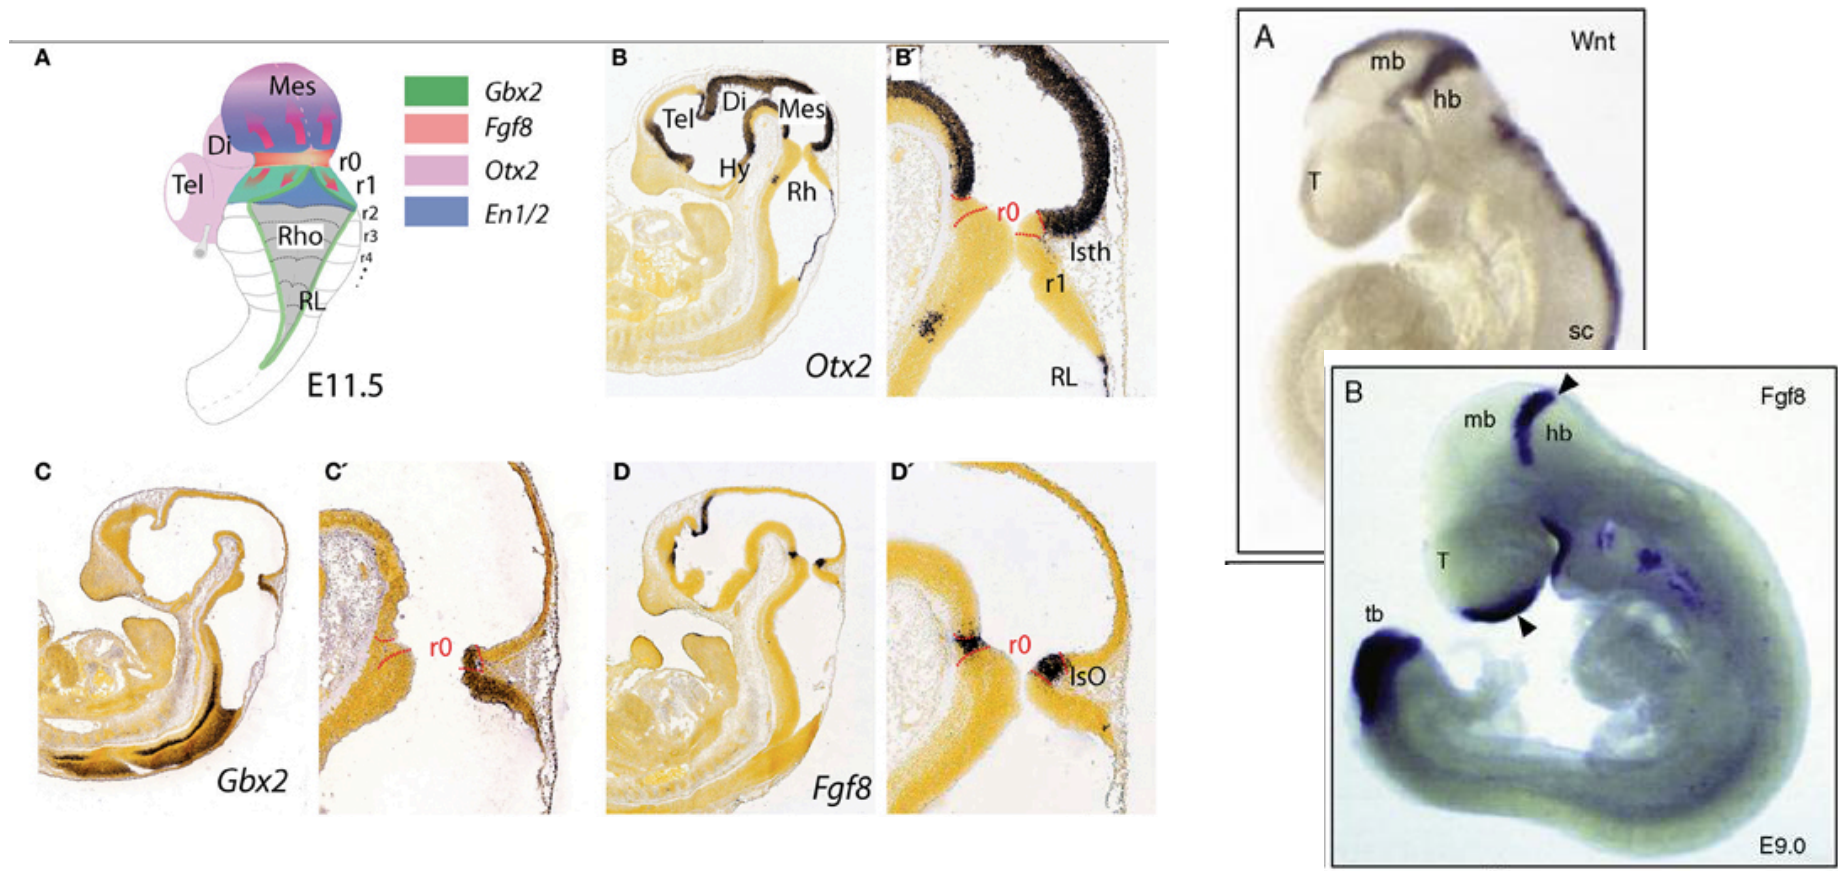 A
Mes
Di
Tel
r0
r1
r2
r3
r4
Rho
RL
E11.5
Gbx2
Fgf8
Otx2
En1/2
B
Tel
Di
Mes
Hy
Rh
Otx2
B´
r0
Isth
r1
RL
C
Gbx2
C´
r0
D
Fgf8
D´
r0
IsO
A
Wnt
mb
hb
T
sc
B
Fgf8
mb
hb
T
tb
E9.0